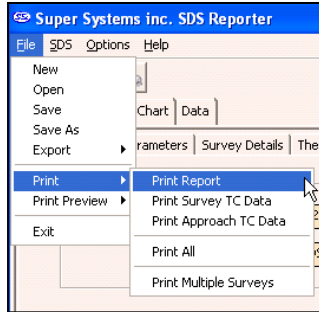 Super Systems inc. SDS Reporter
File SDS Options Help
New
Open
Save
Save As
Export
Print
Print Preview
Exit
Chart Data
rameters Survey Details The
Print Report
Print Survey TC Data
Print Approach TC Data
Print All
Print Multiple Surveys